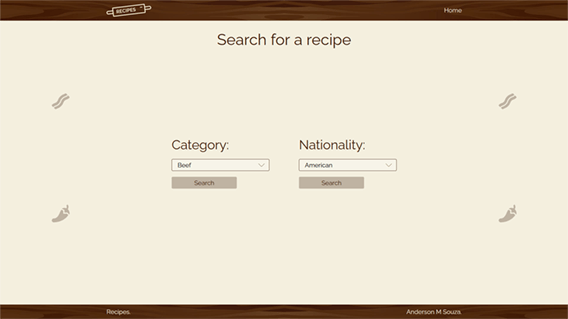 RECIPES
Home
Search for a recipe
Category:
Nationality:
Beef
American
Search
Search
Recipes.
Anderson M Souza